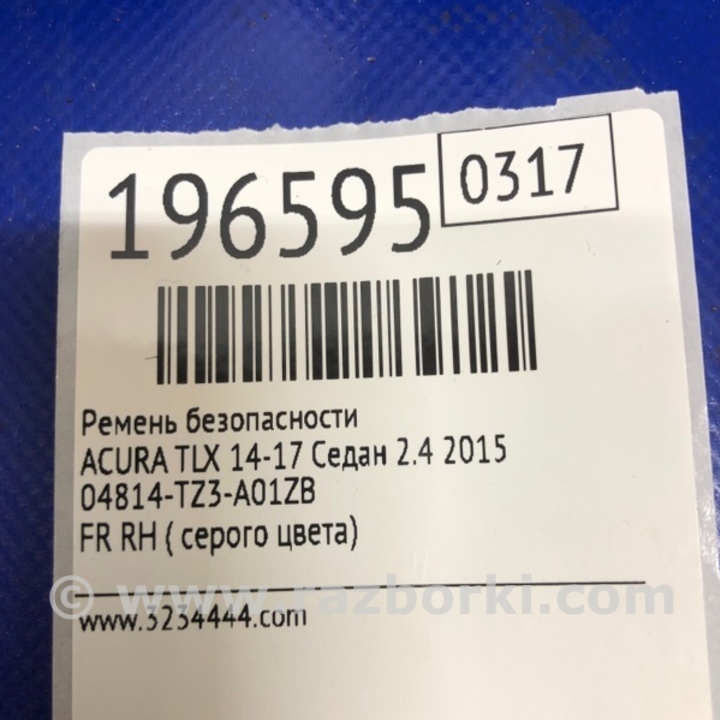 196595 0317
Ремень безопасности
ACURA TLX 14-17 Седан 2.4 2015
04814-TZ3-A01ZB
FR RH ( серого цвета)
© www.razborki.com
www.3234444.com